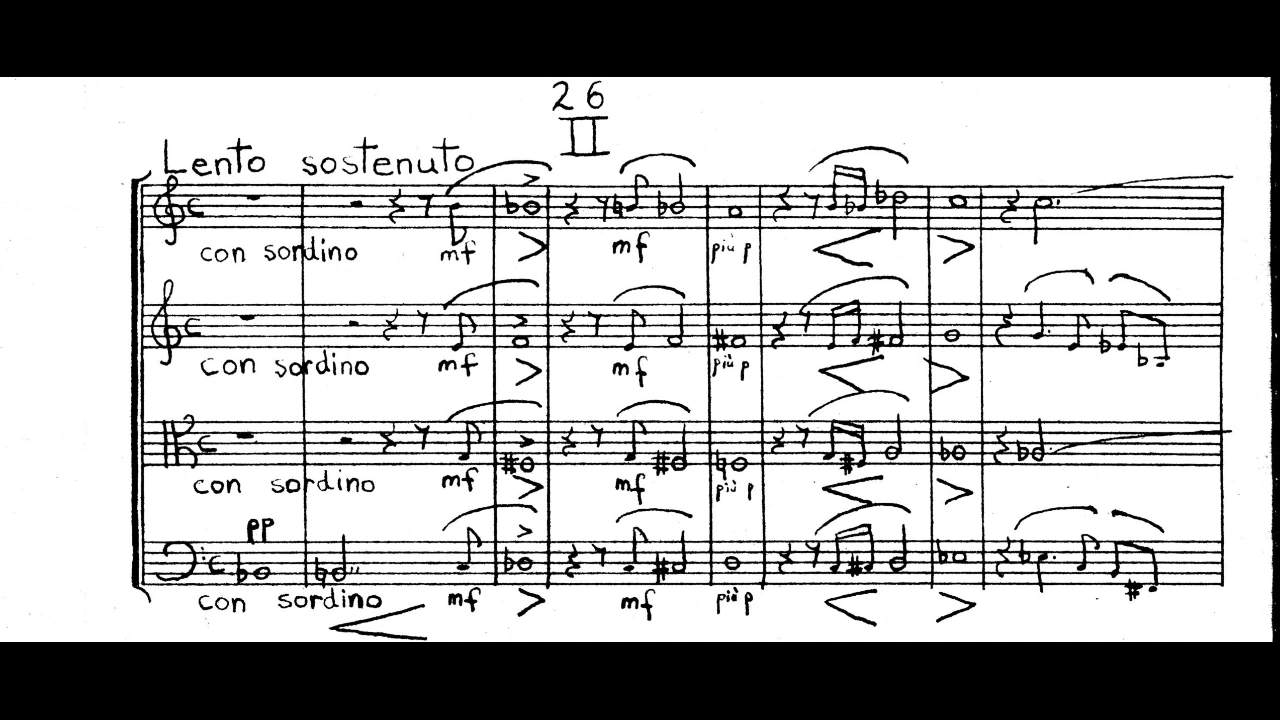 26
II
Lento sostenuto
con sordino mf mf più p
con sordino mf mf più p
con sordino mf mf più p
pp
con sordino mf mf più p